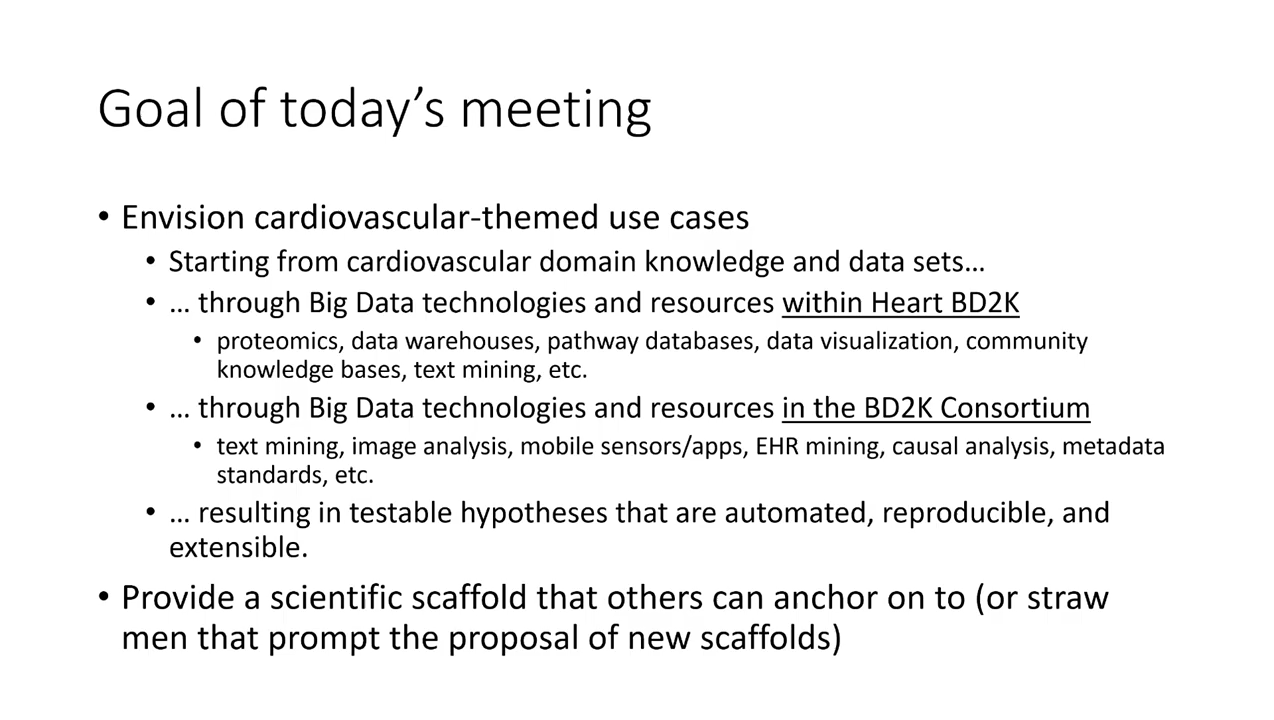 Goal of today’s meeting
• Envision cardiovascular-themed use cases
• Starting from cardiovascular domain knowledge and data sets…
• … through Big Data technologies and resources within Heart BD2K
• proteomics, data warehouses, pathway databases, data visualization, community
knowledge bases, text mining, etc.
• … through Big Data technologies and resources in the BD2K Consortium
• text mining, image analysis, mobile sensors/apps, EHR mining, causal analysis, metadata
standards, etc.
• … resulting in testable hypotheses that are automated, reproducible, and
extensible.
• Provide a scientific scaffold that others can anchor on to (or straw
men that prompt the proposal of new scaffolds)